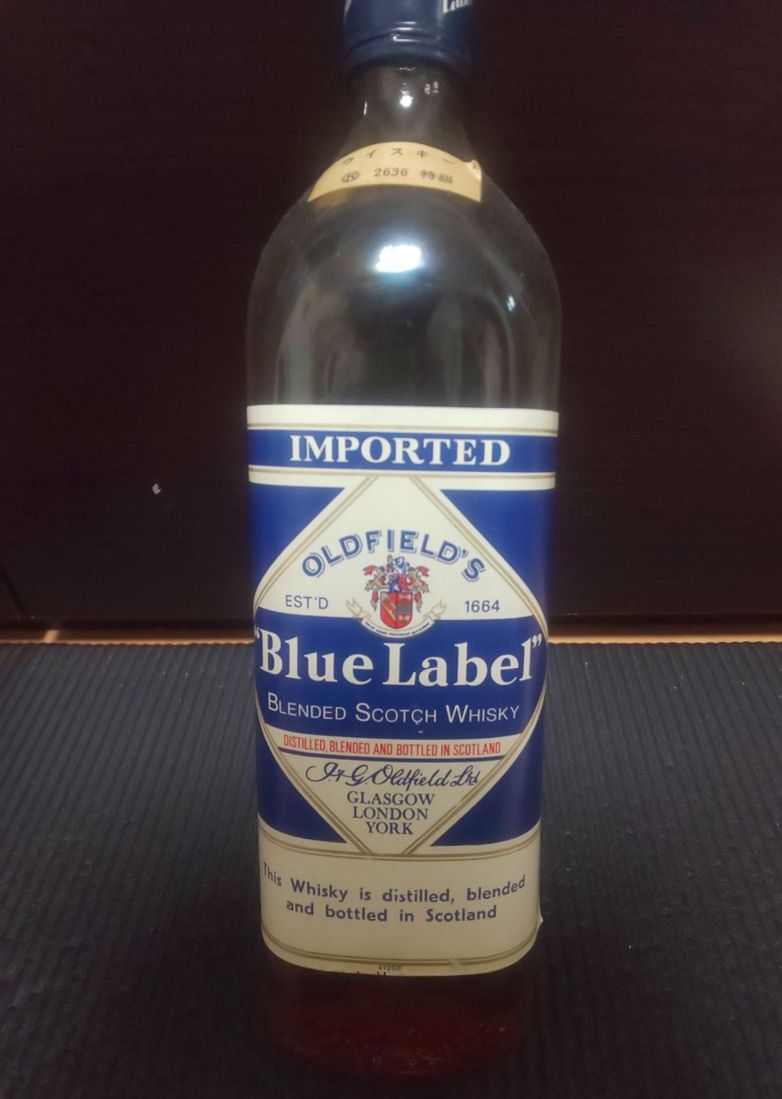 ウイスキー
2636 特級
IMPORTED
OLDFIELD'S
EST'D 1664
"Blue Label"
BLENDED SCOTCH WHISKY
DISTILLED, BLENDED AND BOTTLED IN SCOTLAND
J.& G. Oldfield Ltd
GLASGOW
LONDON
YORK
This Whisky is distilled, blended
and bottled in Scotland